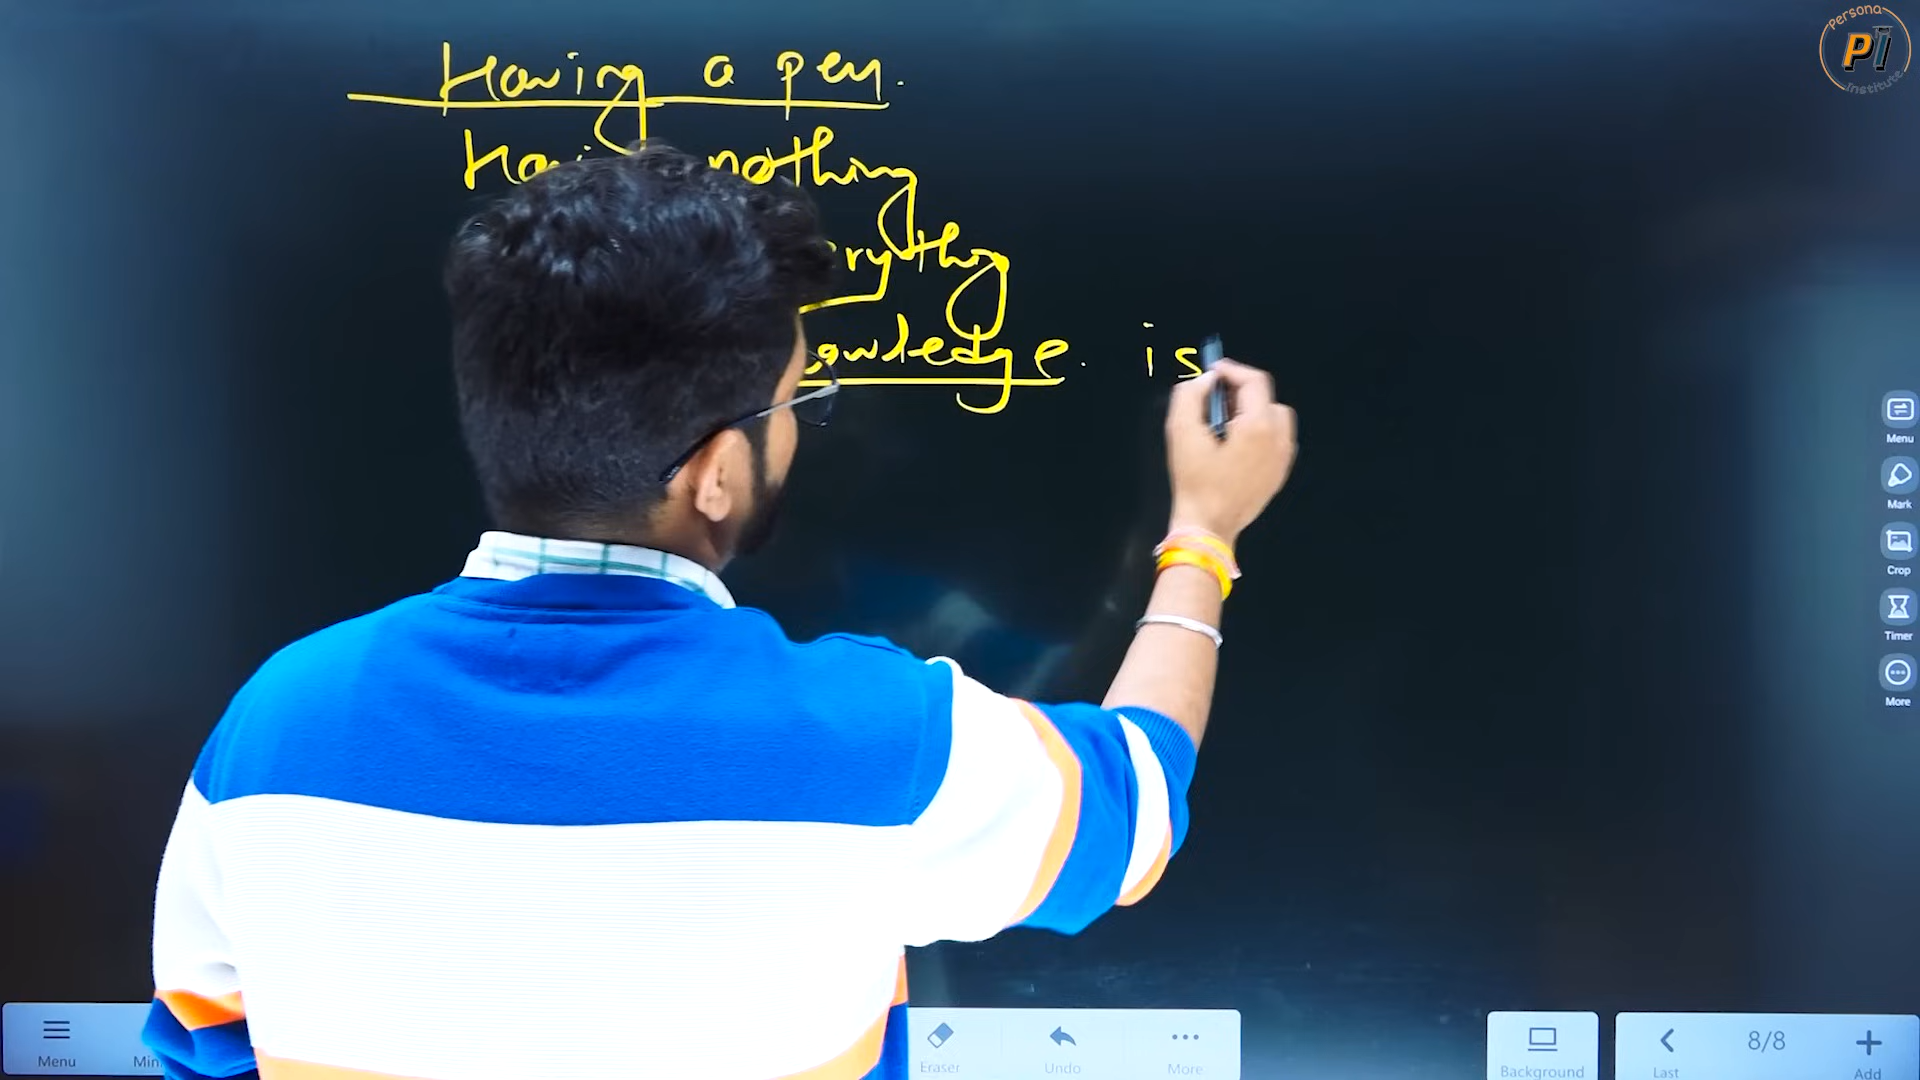 Persona
PI
Institute
Having a pen.
nothing
is
Menu
Mark
Crop
Timer
More
Menu
Eraser
Undo
More
Background
Last
8/8
Add